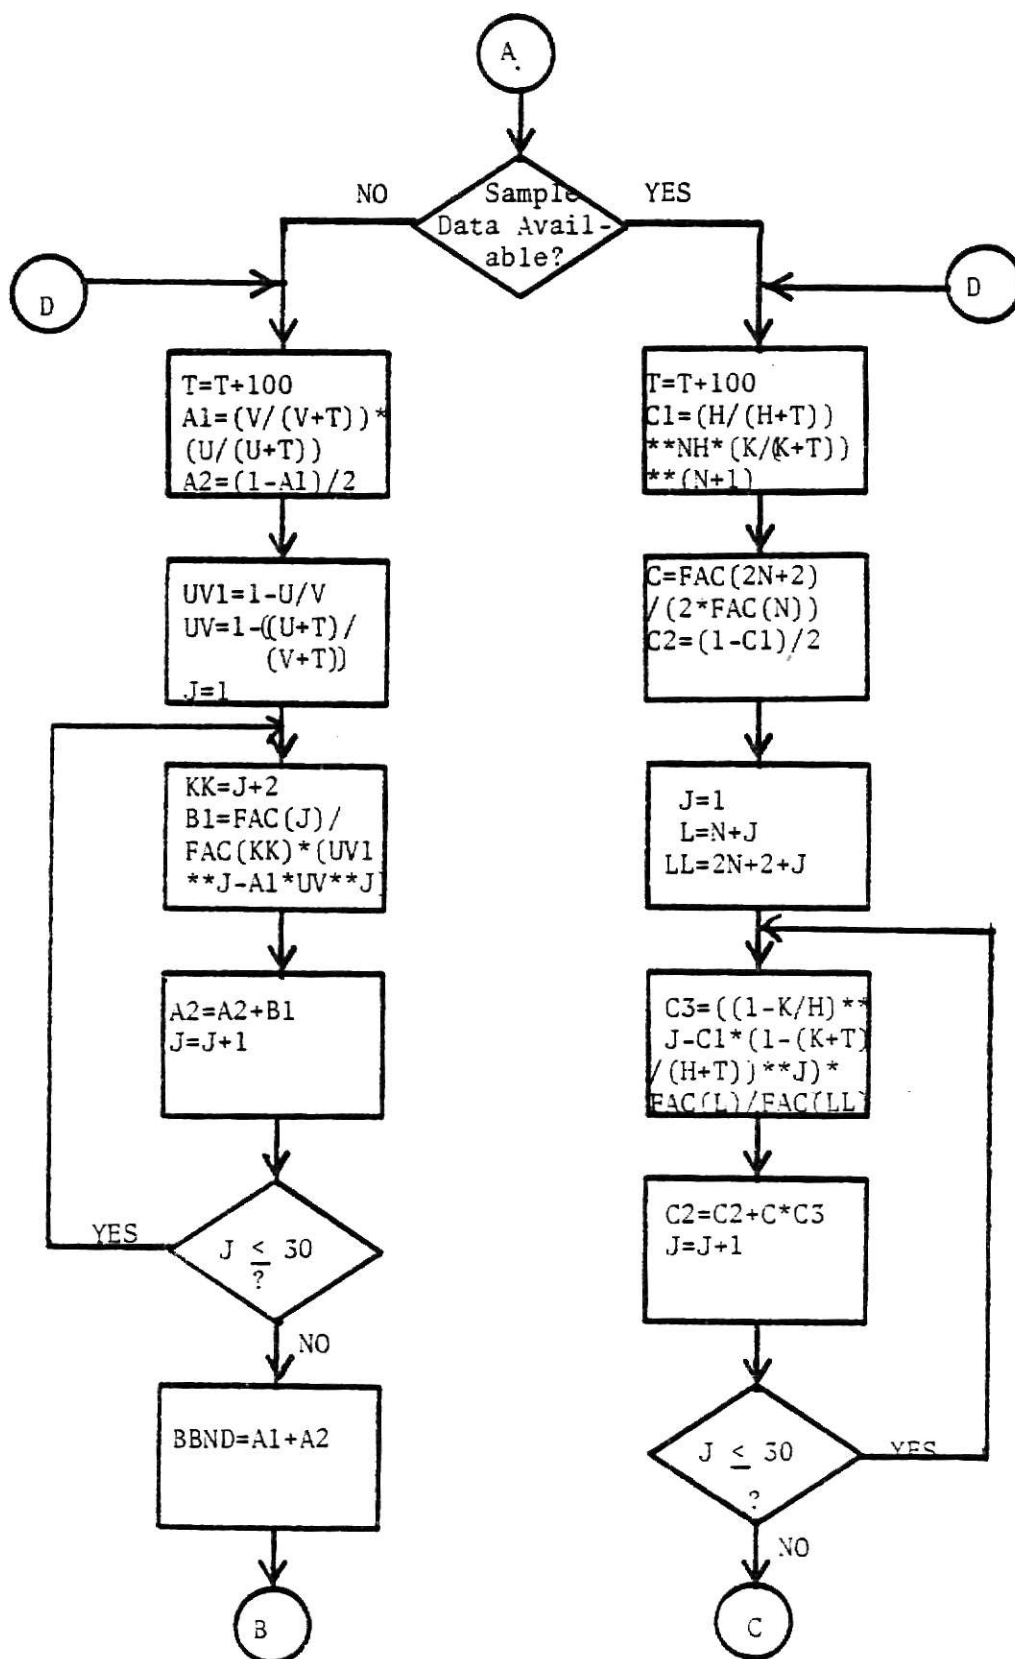 A
NO
Sample
YES
Data Avail-
able?
D
D
T=T+100
A1=(V/(V+T))*
(U/(U+T))
A2=(1-A1)/2
UV1=1-U/V
UV=1-((U+T)/
(V+T))
J=1
KK=J+2
B1=FAC(J)/
FAC(KK)*(UV1
**J-A1*UV**J)
A2=A2+B1
J=J+1
YES
J ≤ 30
?
NO
BBND=A1+A2
B
T=T+100
C1=(H/(H+T))
**NH*(K/(K+T))
**(N+1)
C=FAC(2N+2)
/(2*FAC(N))
C2=(1-C1)/2
J=1
L=N+J
LL=2N+2+J
C3=((1-K/H)**
J-C1*(1-(K+T)
/(H+T))**J)*
FAC(L)/FAC(LL)
C2=C2+C*C3
J=J+1
J ≤ 30
?
YES
NO
C